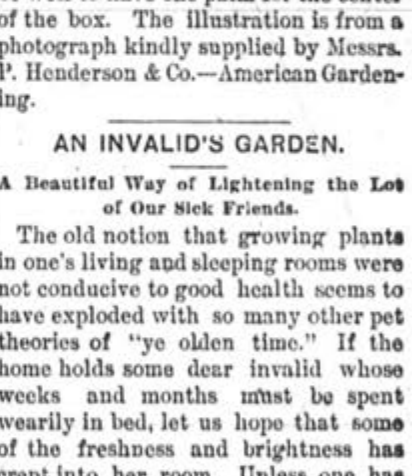 of the box. The illustration is from a
photograph kindly supplied by Messrs.
P. Henderson & Co.—American Garden-
ing.
AN INVALID'S GARDEN.
A Beautiful Way of Lightening the Lot
of Our Sick Friends.
The old notion that growing plants
in one's living and sleeping rooms were
not conducive to good health seems to
have exploded with so many other pet
theories of "ye olden time." If the
home holds some dear invalid whose
weeks and months must be spent
wearily in bed, let us hope that some
of the freshness and brightness has
crept into her room. Unless one has